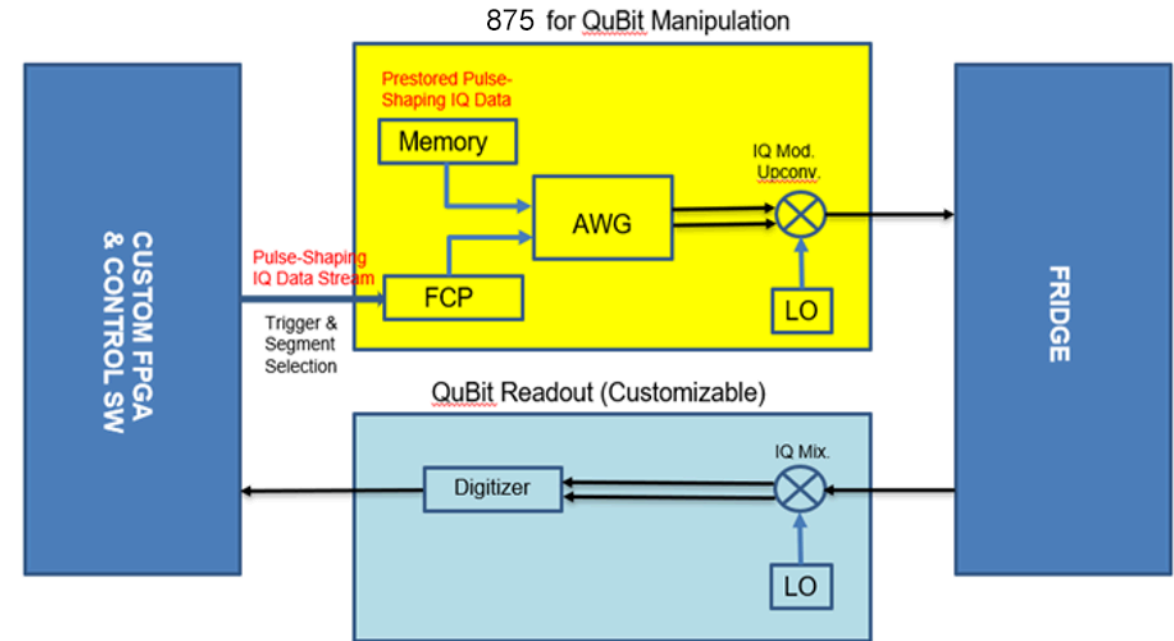 875 for QuBit Manipulation
CUSTOM FPGA
& CONTROL SW
Prestored Pulse-
Shaping IQ Data
Memory
IQ Mod.
Upconv.
AWG
Pulse-Shaping
IQ Data Stream
FCP
LO
Trigger &
Segment
Selection
FRIDGE
QuBit Readout (Customizable)
IQ Mix.
Digitizer
LO